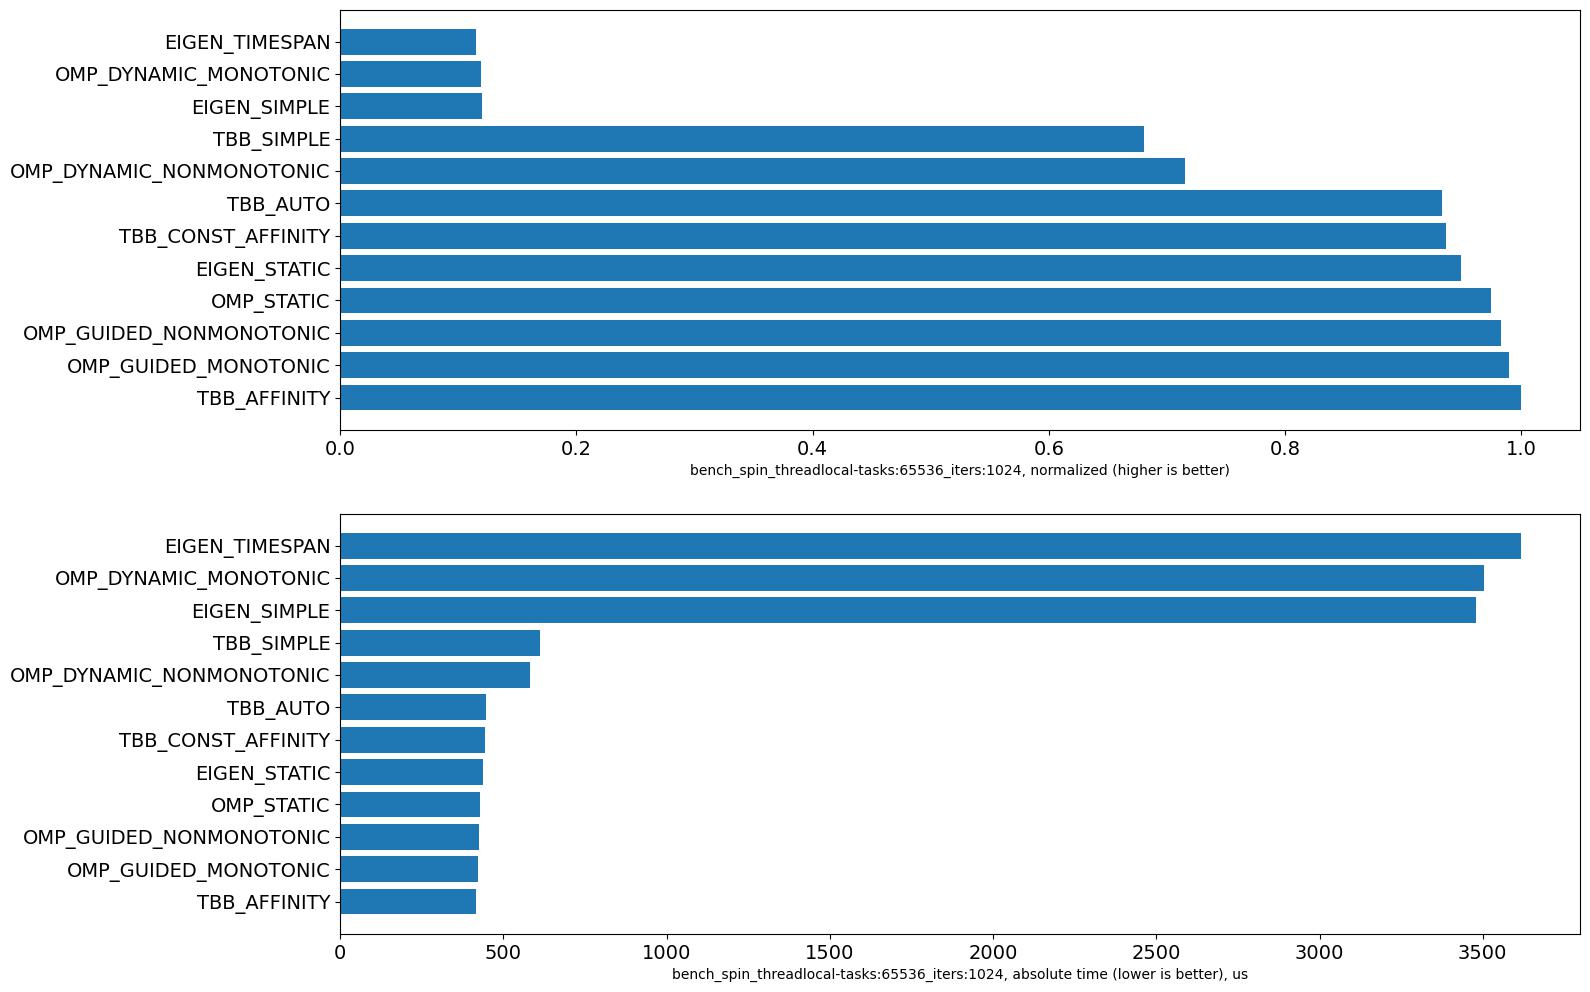 EIGEN_TIMESPAN
OMP_DYNAMIC_MONOTONIC
EIGEN_SIMPLE
TBB_SIMPLE
OMP_DYNAMIC_NONMONOTONIC
TBB_AUTO
TBB_CONST_AFFINITY
EIGEN_STATIC
OMP_STATIC
OMP_GUIDED_NONMONOTONIC
OMP_GUIDED_MONOTONIC
TBB_AFFINITY
0.0 0.2 0.4 0.6 0.8 1.0
bench_spin_threadlocal-tasks:65536_iters:1024, normalized (higher is better)
EIGEN_TIMESPAN
OMP_DYNAMIC_MONOTONIC
EIGEN_SIMPLE
TBB_SIMPLE
OMP_DYNAMIC_NONMONOTONIC
TBB_AUTO
TBB_CONST_AFFINITY
EIGEN_STATIC
OMP_STATIC
OMP_GUIDED_NONMONOTONIC
OMP_GUIDED_MONOTONIC
TBB_AFFINITY
0 500 1000 1500 2000 2500 3000 3500
bench_spin_threadlocal-tasks:65536_iters:1024, absolute time (lower is better), us